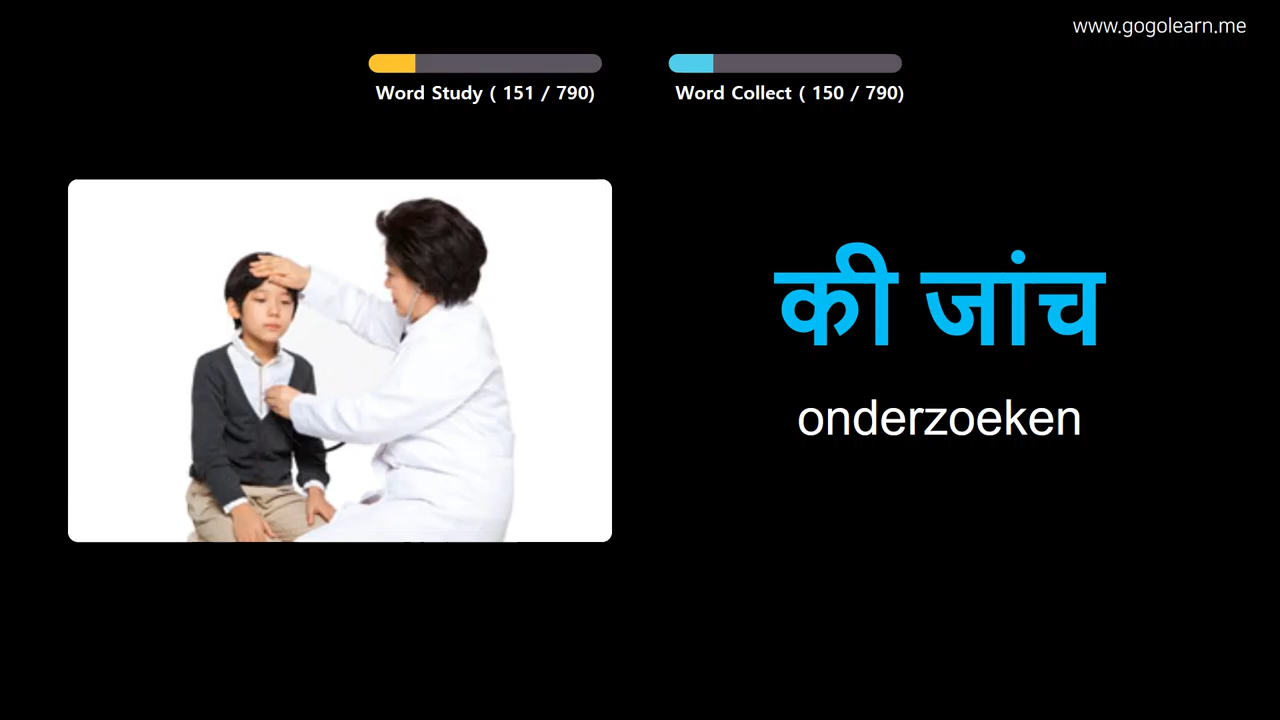 www.gogolearn.me
Word Study ( 151 / 790)
Word Collect ( 150 / 790)
की जांच
onderzoeken